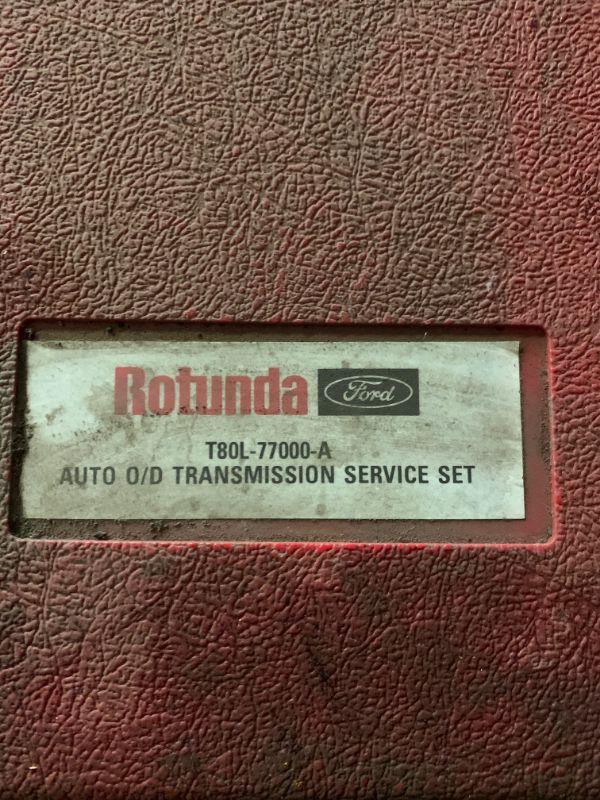 Rotunda Ford
T80L-77000-A
AUTO O/D TRANSMISSION SERVICE SET